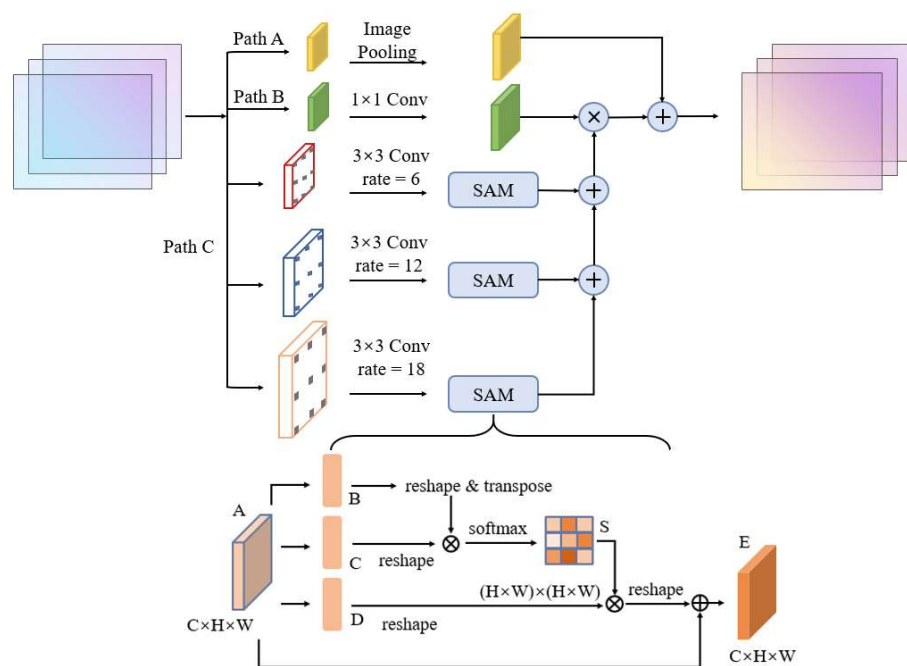 Path A
Image
Pooling
Path B
1×1 Conv
×
+
3×3 Conv
rate = 6
SAM
+
Path C
3×3 Conv
rate = 12
SAM
+
3×3 Conv
rate = 18
SAM
A
B
reshape & transpose
C
reshape
softmax
S
E
D
reshape
(H×W)×(H×W)
reshape
C×H×W
C×H×W